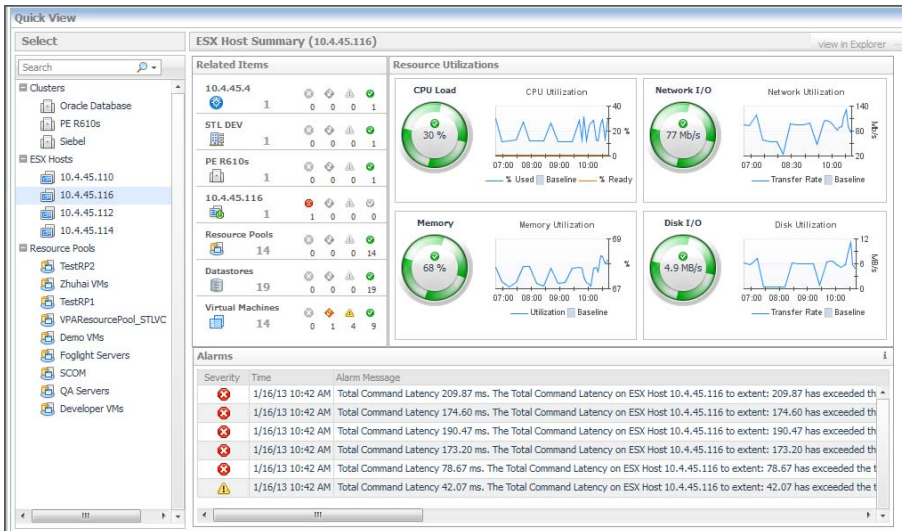 Quick View
Select
Search
Clusters
Oracle Database
PE R610s
Siebel
ESX Hosts
10.4.45.110
10.4.45.116
10.4.45.112
10.4.45.114
Resource Pools
TestRP2
Zhuhai VMs
TestRP1
VPAResourcePool_STLVC
Demo VMs
Foglight Servers
SCOM
QA Servers
Developer VMs
ESX Host Summary (10.4.45.116)
view in Explorer
Related Items
10.4.45.4
1 0 0 0 1
STL DEV
1 0 0 0 1
PE R610s
1 0 0 0 1
10.4.45.116
1 1 0 0 0
Resource Pools
14 0 0 0 14
Datastores
19 0 0 0 19
Virtual Machines
14 0 1 4 9
Resource Utilizations
CPU Load
30 %
CPU Utilization
40
20 %
0
07:00 08:00 09:00 10:00
% Used Baseline % Ready
Network I/O
77 Mb/s
Network Utilization
140
80
20
Mb/s
07:00 08:30 10:00
Transfer Rate Baseline
Memory
68 %
Memory Utilization
69
%
67
07:00 08:00 09:00 10:00
Utilization Baseline
Disk I/O
4.9 MB/s
Disk Utilization
12
6
0
MB/s
07:00 08:00 09:00 10:00
Transfer Rate Baseline
Alarms
Severity Time Alarm Message
1/16/13 10:42 AM Total Command Latency 209.87 ms. The Total Command Latency on ESX Host 10.4.45.116 to extent: 209.87 has exceeded th
1/16/13 10:42 AM Total Command Latency 174.60 ms. The Total Command Latency on ESX Host 10.4.45.116 to extent: 174.60 has exceeded th
1/16/13 10:42 AM Total Command Latency 190.47 ms. The Total Command Latency on ESX Host 10.4.45.116 to extent: 190.47 has exceeded th
1/16/13 10:42 AM Total Command Latency 173.20 ms. The Total Command Latency on ESX Host 10.4.45.116 to extent: 173.20 has exceeded th
1/16/13 10:42 AM Total Command Latency 78.67 ms. The Total Command Latency on ESX Host 10.4.45.116 to extent: 78.67 has exceeded the t
1/16/13 10:42 AM Total Command Latency 42.07 ms. The Total Command Latency on ESX Host 10.4.45.116 to extent: 42.07 has exceeded the t